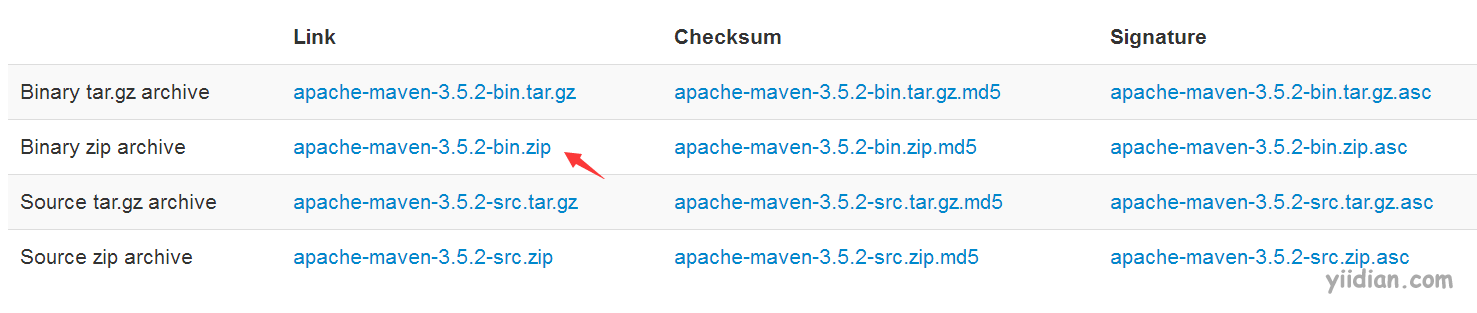 Link Checksum Signature
Binary tar.gz archive apache-maven-3.5.2-bin.tar.gz apache-maven-3.5.2-bin.tar.gz.md5 apache-maven-3.5.2-bin.tar.gz.asc
Binary zip archive apache-maven-3.5.2-bin.zip apache-maven-3.5.2-bin.zip.md5 apache-maven-3.5.2-bin.zip.asc
Source tar.gz archive apache-maven-3.5.2-src.tar.gz apache-maven-3.5.2-src.tar.gz.md5 apache-maven-3.5.2-src.tar.gz.asc
Source zip archive apache-maven-3.5.2-src.zip apache-maven-3.5.2-src.zip.md5 apache-maven-3.5.2-src.zip.asc
yiidian.com